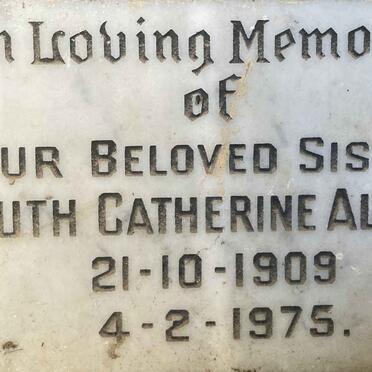 n Loving Memo
of
ur Beloved Sis
uth Catherine Al
21-10-1909
4-2-1975.